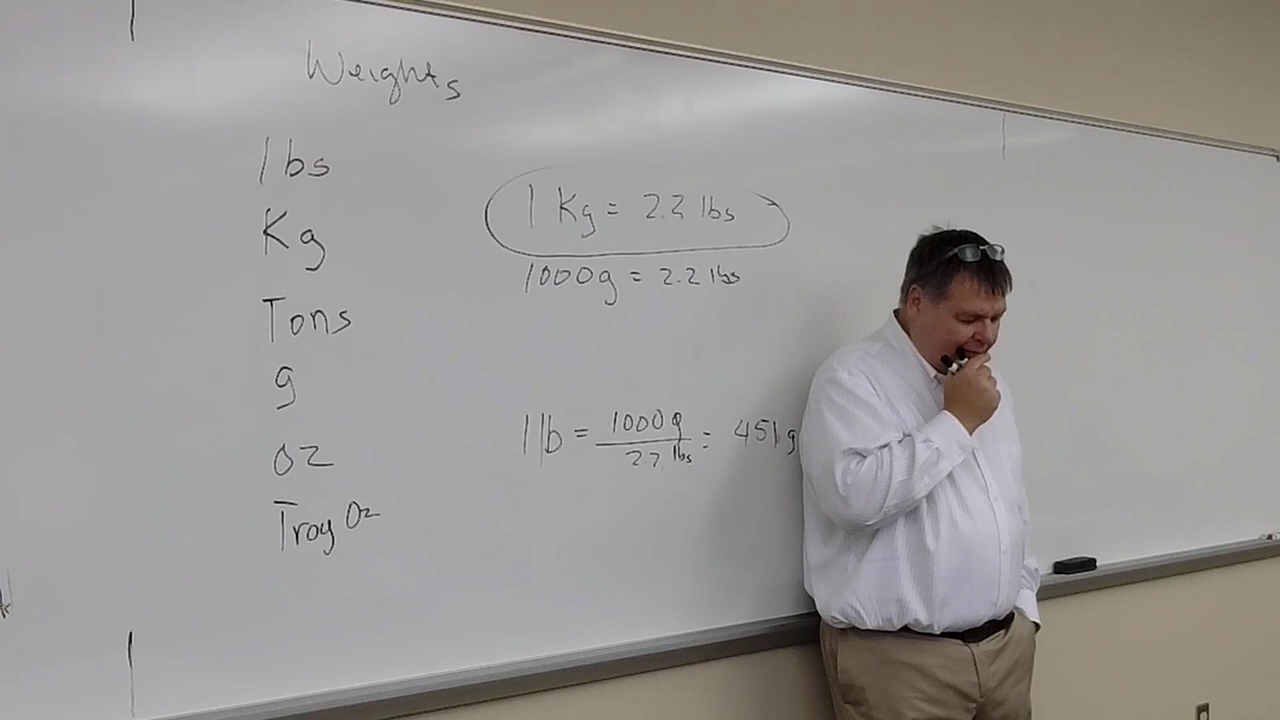 Weights
lbs
Kg
Tons
g
oz
Troy Oz
1 Kg = 2.2 lbs
1000g = 2.2 lbs
1 lb = 1000g / 2.2 lbs = 451 g